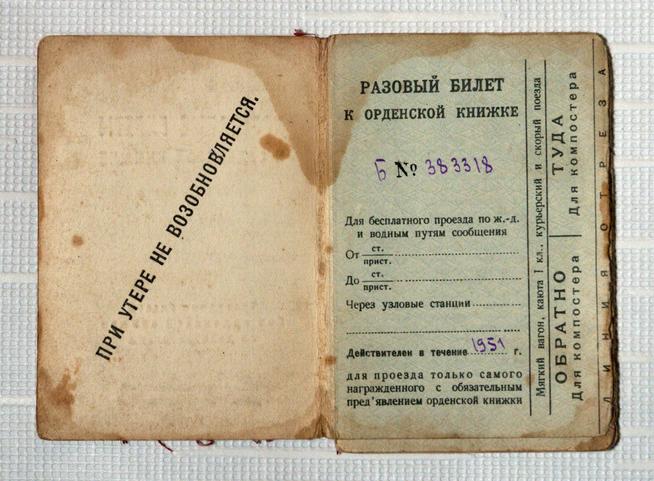 ПРИ УТЕРЕ НЕ ВОЗОБНОВЛЯЕТСЯ.
РАЗОВЫЙ БИЛЕТ
К ОРДЕНСКОЙ КНИЖКЕ
Б № 383318
Для бесплатного проезда по ж.-д.
и водным путям сообщения
От ст.
прист.
До ст.
прист.
Через узловые станции
Действителен в течение 1951 г.
для проезда только самого
награжденного с обязательным
пред'явлением орденской книжки
Мягкий вагон, каюта I кл., курьерский и скорый поезда
ОБРАТНО
Для компостера
ТУДА
Для компостера
ЛИНИЯ ОТРЕЗА